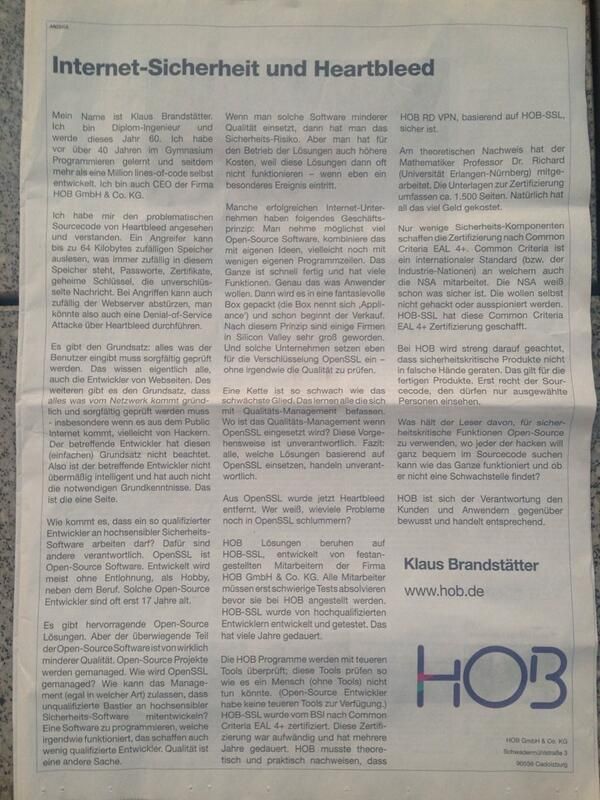 ANZEIGE
Internet-Sicherheit und Heartbleed
Mein Name ist Klaus Brandstätter.
Ich bin Diplom-Ingenieur und
werde dieses Jahr 60. Ich habe
vor über 40 Jahren im Gymnasium
Programmieren gelernt und seitdem
mehr als eine Million lines-of-code selbst
entwickelt. Ich bin auch CEO der Firma
HOB GmbH & Co. KG.
Ich habe mir den problematischen
Sourcecode von Heartbleed angesehen
und verstanden. Ein Angreifer kann
bis zu 64 Kilobytes zufälligen Speicher
auslesen, was immer zufällig in diesem
Speicher steht, Passworte, Zertifikate,
geheime Schlüssel, die unverschlüs-
selte Nachricht. Bei Angriffen kann auch
zufällig der Webserver abstürzen, man
könnte also auch eine Denial-of-Service
Attacke über Heartbleed durchführen.
Es gibt den Grundsatz: alles was der
Benutzer eingibt muss sorgfältig geprüft
werden. Das wissen eigentlich alle,
auch die Entwickler von Webseiten. Des
weiteren gibt es den Grundsatz, dass
alles was vom Netzwerk kommt gründ-
lich und sorgfältig geprüft werden muss
- insbesondere wenn es aus dem Public
Internet kommt, vielleicht von Hackern.
Der betreffende Entwickler hat diesen
(einfachen) Grundsatz nicht beachtet.
Also ist der betreffende Entwickler nicht
übermäßig intelligent und hat auch nicht
die notwendigen Grundkenntnisse. Das
ist die eine Seite.
Wie kommt es, dass ein so qualifizierter
Entwickler an hochsensibler Sicherheits-
Software arbeiten darf? Dafür sind
andere verantwortlich. OpenSSL ist
Open-Source Software. Entwickelt wird
meist ohne Entlohnung, als Hobby,
neben dem Beruf. Solche Open-Source
Entwickler sind oft erst 17 Jahre alt.
Es gibt hervorragende Open-Source
Lösungen. Aber der überwiegende Teil
der Open-Source Software ist von wirklich
minderer Qualität. Open-Source Projekte
werden gemanaged. Wie wird OpenSSL
gemanaged? Wie kann das Manage-
ment (egal in welcher Art) zulassen, dass
unqualifizierte Bastler an hochsensibler
Sicherheits-Software mitentwickeln?
Eine Software zu programmieren, welche
irgendwie funktioniert, das schaffen auch
wenig qualifizierte Entwickler. Qualität ist
eine andere Sache.
Wenn man solche Software minderer
Qualität einsetzt, dann hat man das
Sicherheits-Risiko. Aber man hat für
den Betrieb der Lösungen auch höhere
Kosten, weil diese Lösungen dann oft
nicht funktionieren – wenn eben ein
besonderes Ereignis eintritt.
Manche erfolgreichen Internet-Unter-
nehmen haben folgendes Geschäfts-
prinzip: Man nehme möglichst viel
Open-Source Software, kombiniere das
mit eigenen Ideen, vielleicht noch mit
wenigen eigenen Programmzeilen. Das
Ganze ist schnell fertig und hat viele
Funktionen. Genau das was Anwender
wollen. Dann wird es in eine fantasievolle
Box gepackt (die Box nennt sich ‚Appli-
ance‘) und schon beginnt der Verkauf.
Nach diesem Prinzip sind einige Firmen
in Silicon Valley sehr groß geworden.
Und solche Unternehmen setzen eben
für die Verschlüsselung OpenSSL ein –
ohne irgendwie die Qualität zu prüfen.
Eine Kette ist so schwach wie das
schwächste Glied. Das lernen alle die sich
mit Qualitäts-Management befassen.
Wo ist das Qualitäts-Management wenn
OpenSSL eingesetzt wird? Diese Vorge-
hensweise ist unverantwortlich. Fazit:
alle, welche Lösungen basierend auf
OpenSSL einsetzen, handeln unverant-
wortlich.
Aus OpenSSL wurde jetzt Heartbleed
entfernt. Wer weiß, wieviele Probleme
noch in OpenSSL schlummern?
HOB Lösungen beruhen auf
HOB-SSL, entwickelt von festan-
gestellten Mitarbeitern der Firma
HOB GmbH & Co. KG. Alle Mitarbeiter
müssen erst schwierige Tests absolvieren
bevor sie bei HOB angestellt werden.
HOB-SSL wurde von hochqualifizierten
Entwicklern entwickelt und getestet. Das
hat viele Jahre gedauert.
Die HOB Programme werden mit teueren
Tools überprüft; diese Tools prüfen so
wie es ein Mensch (ohne Tools) nicht
tun könnte. (Open-Source Entwickler
haben keine teueren Tools zur Verfügung.)
HOB-SSL wurde vom BSI nach Common
Criteria EAL 4+ zertifiziert. Diese Zertifi-
zierung war aufwändig und hat mehrere
Jahre gedauert. HOB musste theore-
tisch und praktisch nachweisen, dass
HOB RD VPN, basierend auf HOB-SSL,
sicher ist.
Am theoretischen Nachweis hat der
Mathematiker Professor Dr. Richard
(Universität Erlangen-Nürnberg) mitge-
arbeitet. Die Unterlagen zur Zertifizierung
umfassen ca. 1.500 Seiten. Natürlich hat
all das viel Geld gekostet.
Nur wenige Sicherheits-Komponenten
schaffen die Zertifizierung nach Common
Criteria EAL 4+. Common Criteria ist
ein internationaler Standard (bzw. der
Industrie-Nationen) an welchem auch
die NSA mitarbeitet. Die NSA weiß
schon was sicher ist. Die wollen selbst
nicht gehackt oder ausspioniert werden.
HOB-SSL hat diese Common Criteria
EAL 4+ Zertifizierung geschafft.
Bei HOB wird streng darauf geachtet,
dass sicherheitskritische Produkte nicht
in falsche Hände geraten. Das gilt für die
fertigen Produkte. Erst recht der Sour-
cecode, den dürfen nur ausgewählte
Personen einsehen.
Was hält der Leser davon, für sicher-
heitskritische Funktionen Open-Source
zu verwenden, wo jeder der hacken will
ganz bequem im Sourcecode suchen
kann wie das Ganze funktioniert und ob
er nicht eine Schwachstelle findet?
HOB ist sich der Verantwortung den
Kunden und Anwendern gegenüber
bewusst und handelt entsprechend.
Klaus Brandstätter
www.hob.de
HOB
HOB GmbH & Co. KG
Schwadermühlstraße 3
90556 Cadolzburg